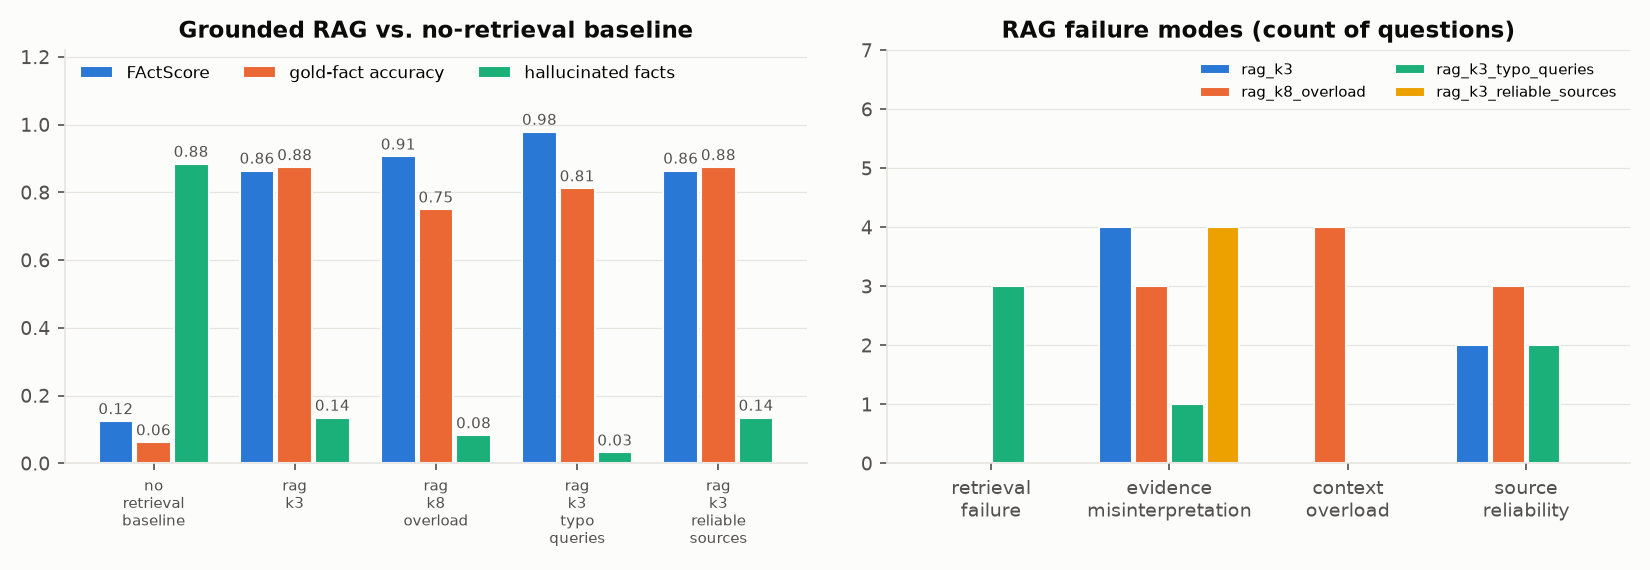 Grounded RAG vs. no-retrieval baseline
FActScore
gold-fact accuracy
hallucinated facts
1.2
1.0
0.8
0.6
0.4
0.2
0.0
0.12
0.06
0.88
0.86
0.88
0.14
0.91
0.75
0.08
0.98
0.81
0.03
0.86
0.88
0.14
no
retrieval
baseline
rag
k3
rag
k8
overload
rag
k3
typo
queries
rag
k3
reliable
sources
RAG failure modes (count of questions)
rag_k3
rag_k8_overload
rag_k3_typo_queries
rag_k3_reliable_sources
7
6
5
4
3
2
1
0
retrieval
failure
evidence
misinterpretation
context
overload
source
reliability